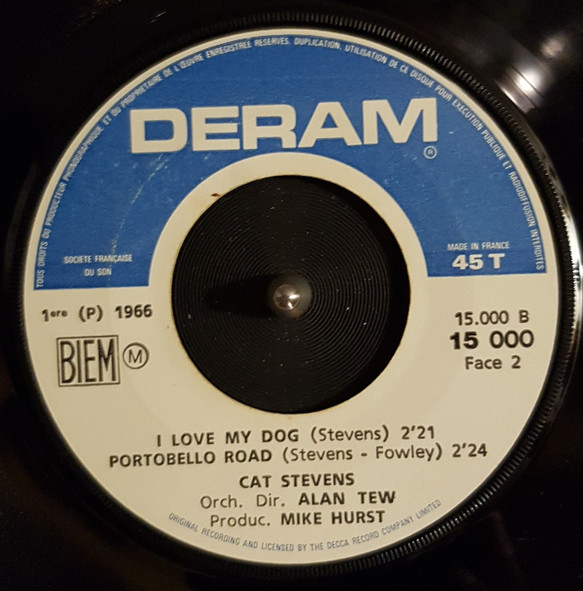 TOUS DROITS DU PRODUCTEUR PHONOGRAPHIQUE ET DU PROPRIETAIRE DE L'ŒUVRE ENREGISTREE RESERVES. DUPLICATION, UTILISATION DE CE DISQUE POUR EXECUTION PUBLIQUE ET RADIODIFFUSION INTERDITES
DERAM®
SOCIETE FRANÇAISE
DU SON
MADE IN FRANCE
45 T
1ere (P) 1966
BIEM M
15.000 B
15 000
Face 2
I LOVE MY DOG (Stevens) 2'21
PORTOBELLO ROAD (Stevens - Fowley) 2'24
CAT STEVENS
Orch. Dir. ALAN TEW
Produc. MIKE HURST
ORIGINAL RECORDING AND LICENSED BY THE DECCA RECORD COMPANY LIMITED